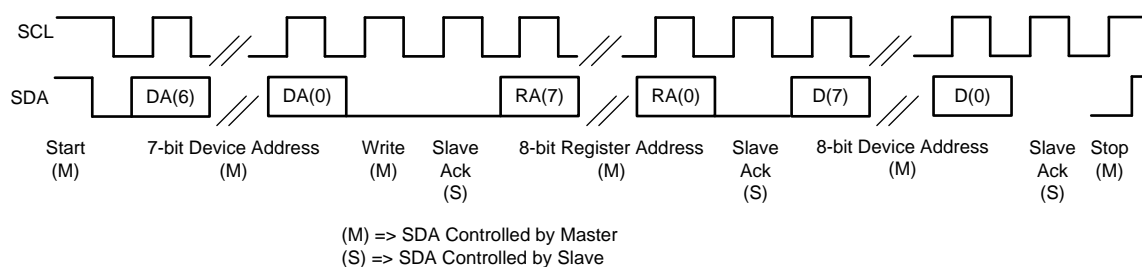 SCL
SDA
DA(6)
DA(0)
RA(7)
RA(0)
D(7)
D(0)
Start
(M)
7-bit Device Address
(M)
Write
(M)
Slave
Ack
(S)
8-bit Register Address
(M)
Slave
Ack
(S)
8-bit Device Address
(M)
Slave
Ack
(S)
Stop
(M)
(M) => SDA Controlled by Master
(S) => SDA Controlled by Slave